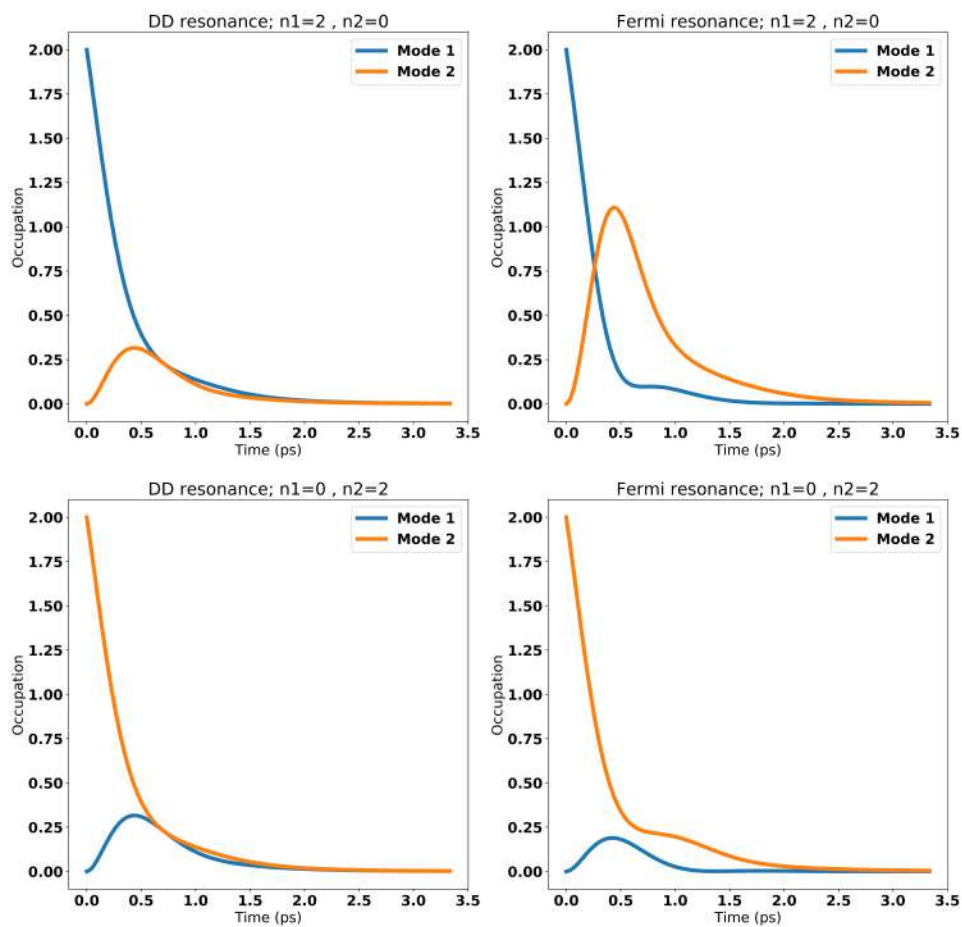 DD resonance; n1=2 , n2=0
Mode 1
Mode 2
2.00
1.75
1.50
1.25
1.00
0.75
0.50
0.25
0.00
Occupation
0.0 0.5 1.0 1.5 2.0 2.5 3.0 3.5
Time (ps)
Fermi resonance; n1=2 , n2=0
Mode 1
Mode 2
2.00
1.75
1.50
1.25
1.00
0.75
0.50
0.25
0.00
Occupation
0.0 0.5 1.0 1.5 2.0 2.5 3.0 3.5
Time (ps)
DD resonance; n1=0 , n2=2
Mode 1
Mode 2
2.00
1.75
1.50
1.25
1.00
0.75
0.50
0.25
0.00
Occupation
0.0 0.5 1.0 1.5 2.0 2.5 3.0 3.5
Time (ps)
Fermi resonance; n1=0 , n2=2
Mode 1
Mode 2
2.00
1.75
1.50
1.25
1.00
0.75
0.50
0.25
0.00
Occupation
0.0 0.5 1.0 1.5 2.0 2.5 3.0 3.5
Time (ps)